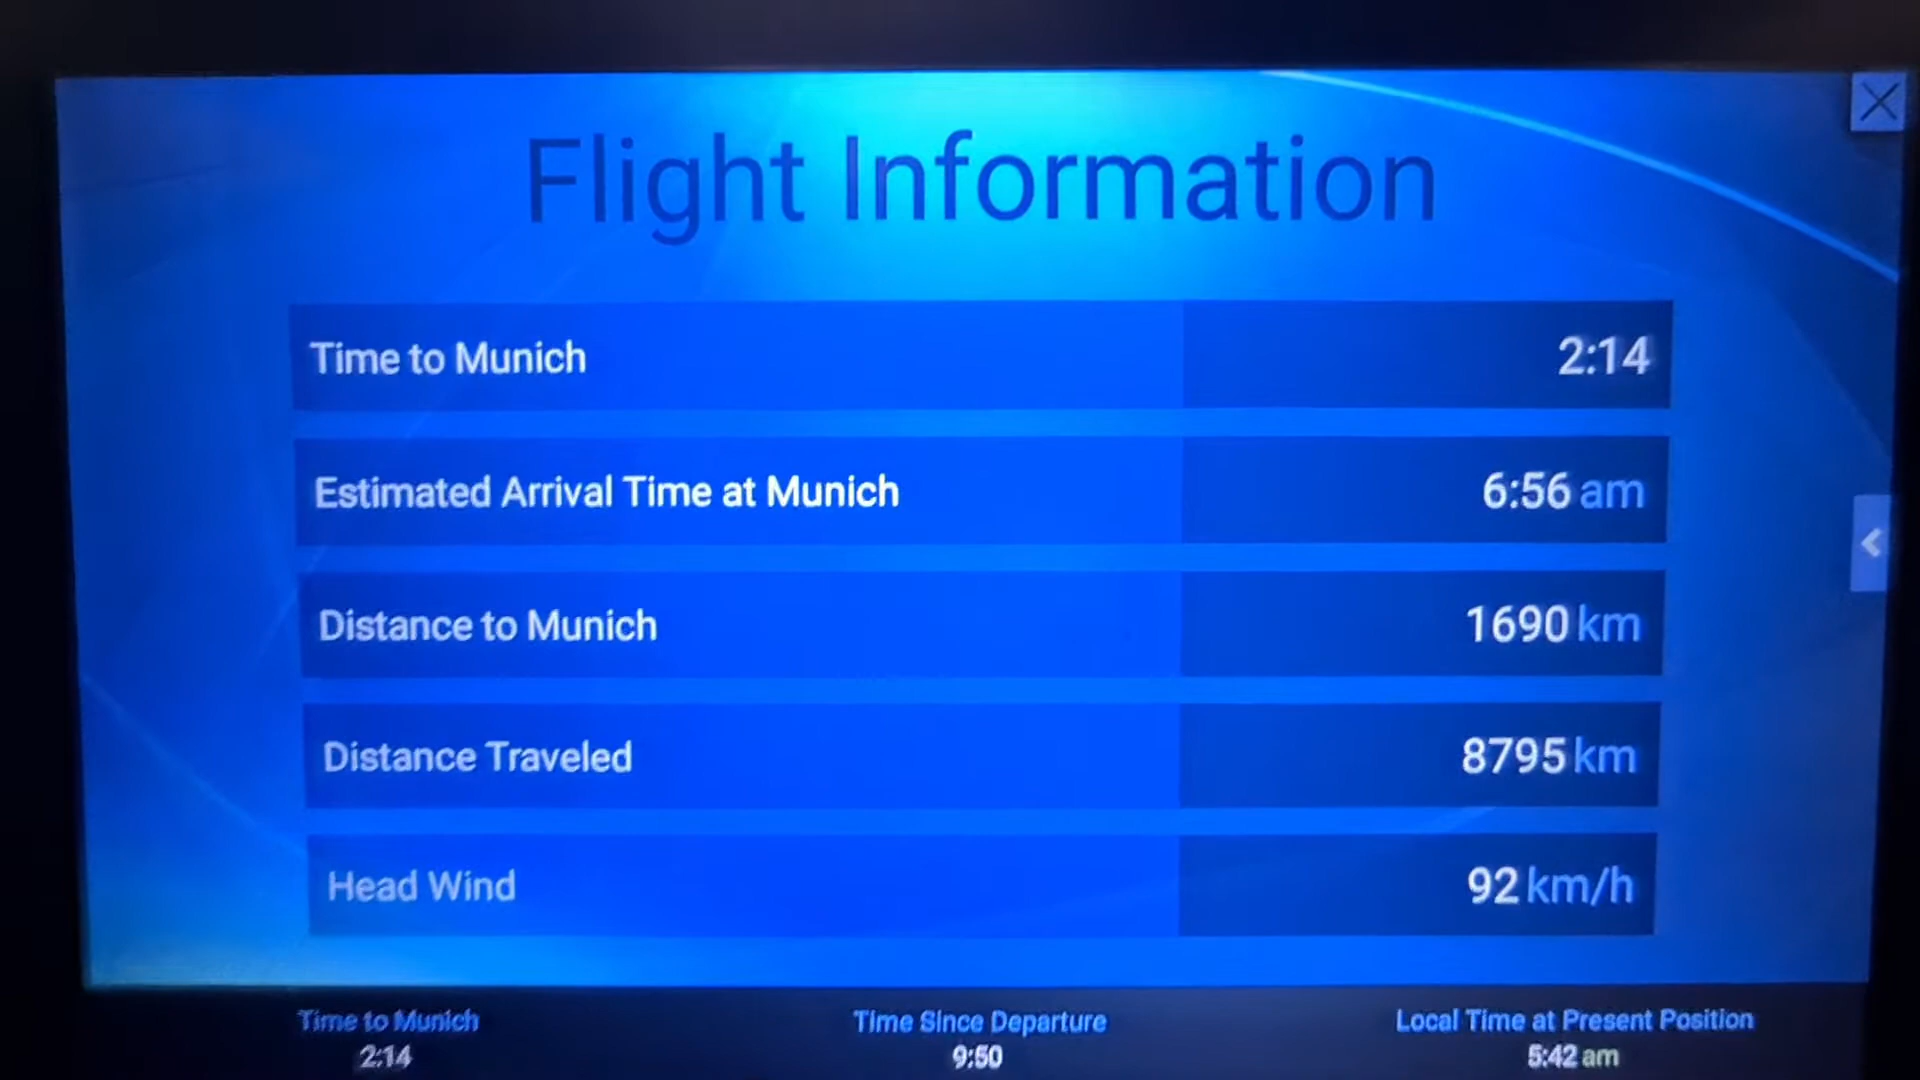 Flight Information
Time to Munich 2:14
Estimated Arrival Time at Munich 6:56 am
Distance to Munich 1690 km
Distance Traveled 8795 km
Head Wind 92 km/h
Time to Munich Time Since Departure Local Time at Present Position
2:14 9:50 5:42 am